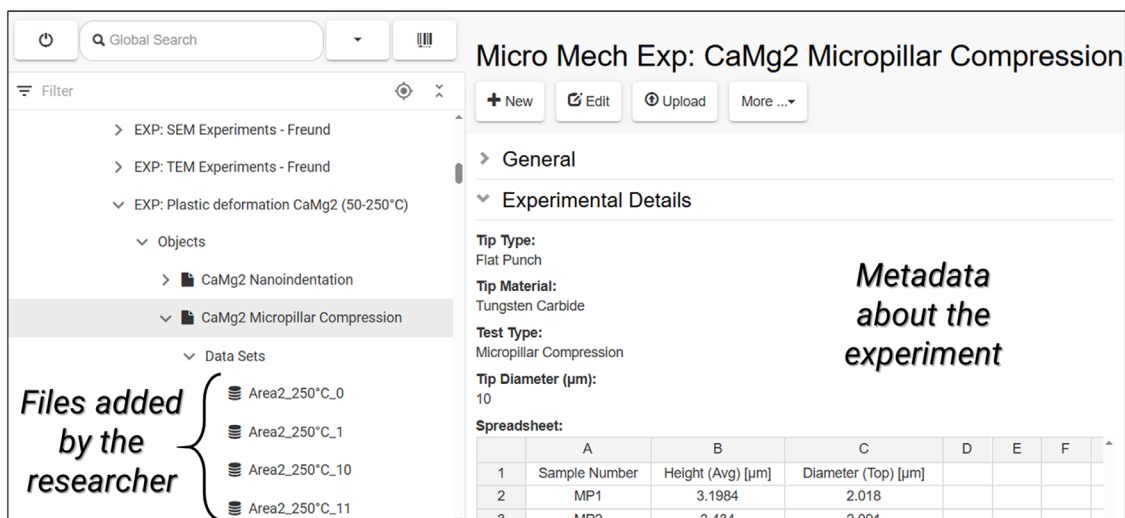 Global Search
Filter
EXP: SEM Experiments - Freund
EXP: TEM Experiments - Freund
EXP: Plastic deformation CaMg2 (50-250°C)
Objects
CaMg2 Nanoindentation
CaMg2 Micropillar Compression
Data Sets
Area2_250°C_0
Area2_250°C_1
Area2_250°C_10
Area2_250°C_11
Files added
by the
researcher
Micro Mech Exp: CaMg2 Micropillar Compression
New Edit Upload More ...
General
Experimental Details
Tip Type:
Flat Punch
Tip Material:
Tungsten Carbide
Test Type:
Micropillar Compression
Tip Diameter (µm):
10
Metadada
about the
experiment
Spreadsheet:
A B C D E F
1 Sample Number Height (Avg) [µm] Diameter (Top) [µm]
2 MP1 3.1984 2.018